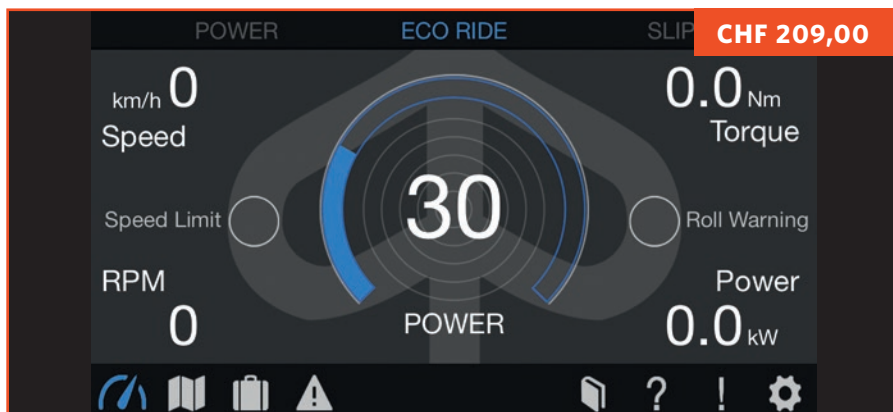 POWER ECO RIDE SLIP
CHF 209,00
km/h 0
Speed
0.0 Nm
Torque
Speed Limit
30
Roll Warning
RPM
0
POWER
Power
0.0 kW
?
!